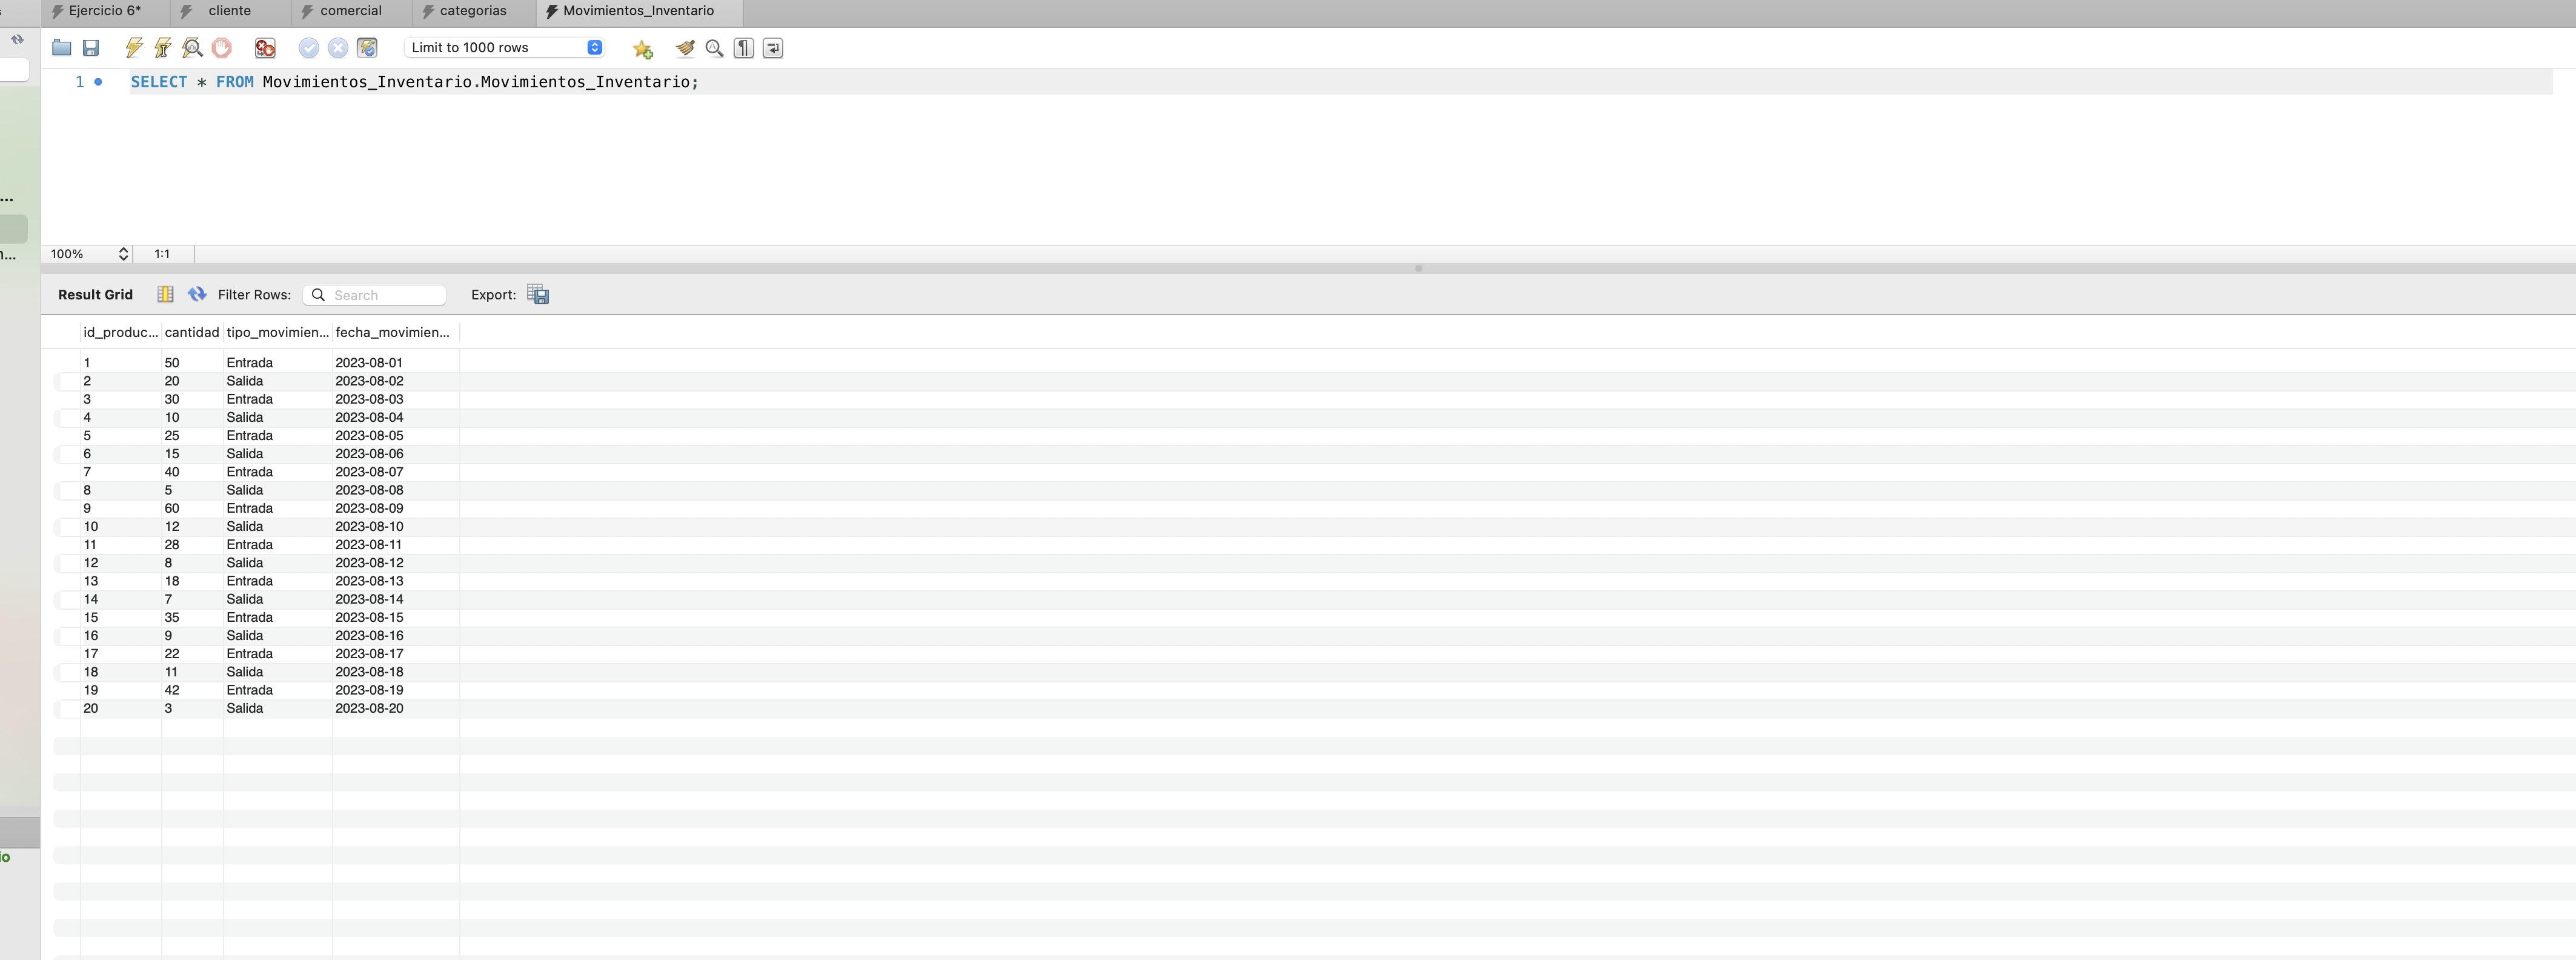 Ejercicio 6* cliente comercial categorias Movimientos_Inventario
Limit to 1000 rows
1 SELECT * FROM Movimientos_Inventario.Movimientos_Inventario;
...
...
100% 1:1
Result Grid Filter Rows: Search Export:
id_produc... cantidad tipo_movimien... fecha_movimien...
1 50 Entrada 2023-08-01
2 20 Salida 2023-08-02
3 30 Entrada 2023-08-03
4 10 Salida 2023-08-04
5 25 Entrada 2023-08-05
6 15 Salida 2023-08-06
7 40 Entrada 2023-08-07
8 5 Salida 2023-08-08
9 60 Entrada 2023-08-09
10 12 Salida 2023-08-10
11 28 Entrada 2023-08-11
12 8 Salida 2023-08-12
13 18 Entrada 2023-08-13
14 7 Salida 2023-08-14
15 35 Entrada 2023-08-15
16 9 Salida 2023-08-16
17 22 Entrada 2023-08-17
18 11 Salida 2023-08-18
19 42 Entrada 2023-08-19
20 3 Salida 2023-08-20
io